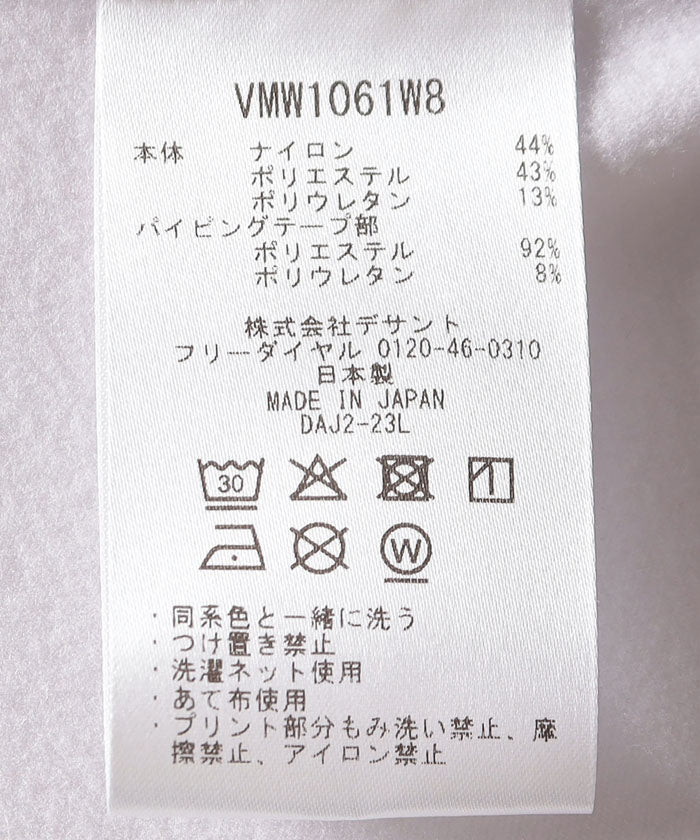 VMW1061W8
本体 ナイロン 44%
ポリエステル 43%
ポリウレタン 13%
パイピングテープ部
ポリエステル 92%
ポリウレタン 8%
株式会社デサント
フリーダイヤル 0120-46-0310
日本製
MADE IN JAPAN
DAJ2-23L
30
W
・同系色と一緒に洗う
・つけ置き禁止
・洗濯ネット使用
・あて布使用
・プリント部分もみ洗い禁止、摩
擦禁止、アイロン禁止